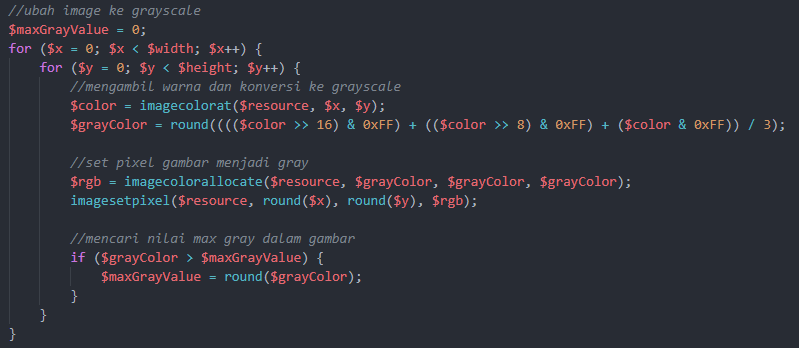 //ubah image ke grayscale
$maxGrayValue = 0;
for ($x = 0; $x < $width; $x++) {
    for ($y = 0; $y < $height; $y++) {
        //mengambil warna dan konversi ke grayscale
        $color = imagecolorat($resource, $x, $y);
        $grayColor = round(((($color >> 16) & 0xFF) + (($color >> 8) & 0xFF) + ($color & 0xFF)) / 3);

        //set pixel gambar menjadi gray
        $rgb = imagecolorallocate($resource, $grayColor, $grayColor, $grayColor);
        imagesetpixel($resource, round($x), round($y), $rgb);

        //mencari nilai max gray dalam gambar
        if ($grayColor > $maxGrayValue) {
            $maxGrayValue = round($grayColor);
        }
    }
}